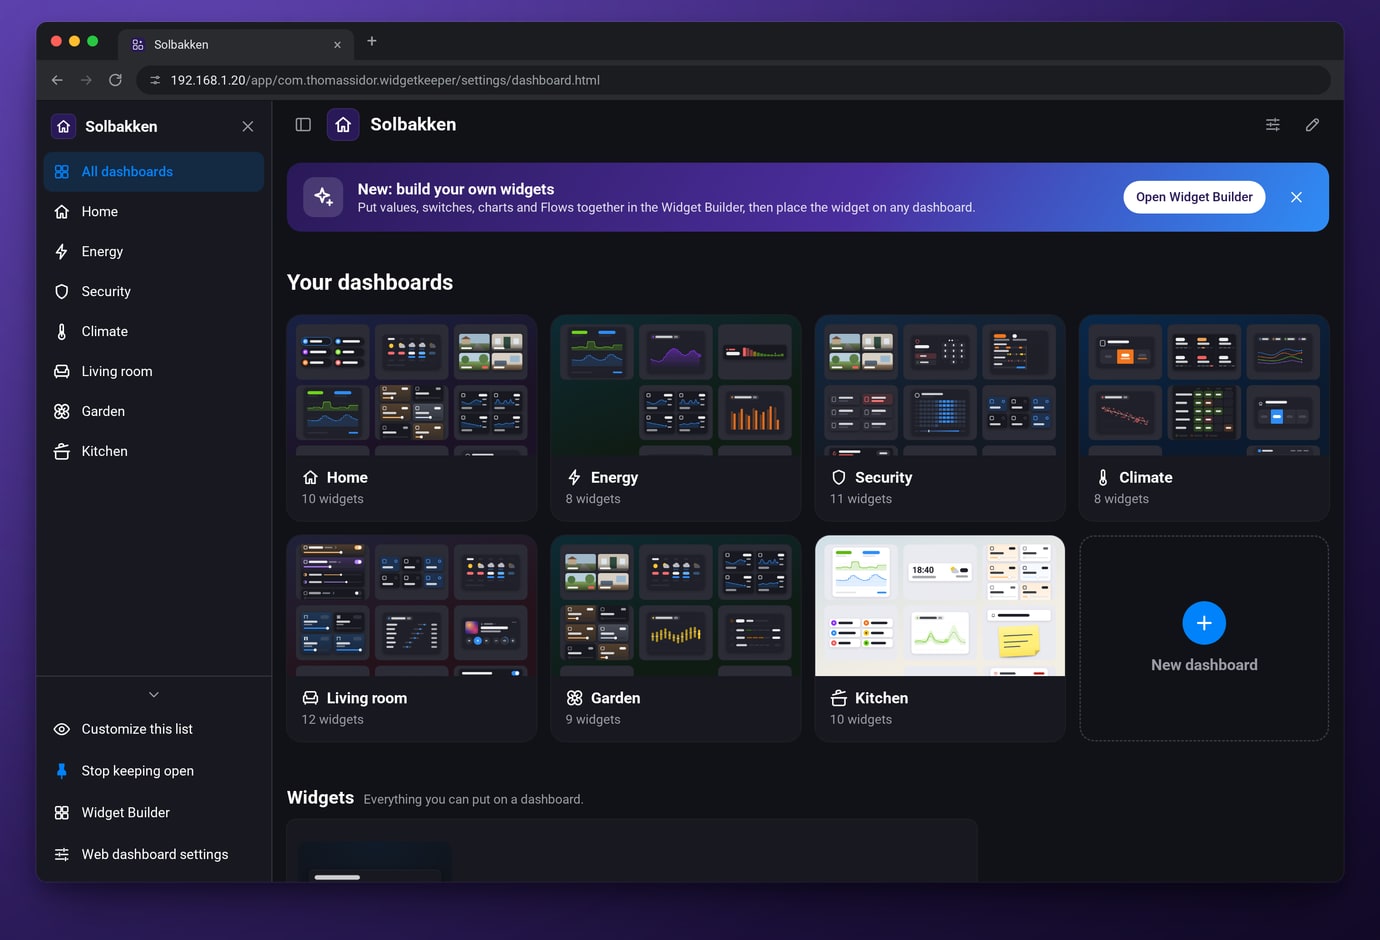 Solbakken
192.168.1.20/app/com.thomassidor.widgetkeeper/settings/dashboard.html
Solbakken
All dashboards
Home
Energy
Security
Climate
Living room
Garden
Kitchen
Customize this list
Stop keeping open
Widget Builder
Web dashboard settings
Solbakken
New: build your own widgets
Put values, switches, charts and Flows together in the Widget Builder, then place the widget on any dashboard.
Open Widget Builder
Your dashboards
Home
10 widgets
Energy
8 widgets
Security
11 widgets
Climate
8 widgets
Living room
12 widgets
Garden
9 widgets
18:40
Kitchen
10 widgets
New dashboard
Widgets Everything you can put on a dashboard.